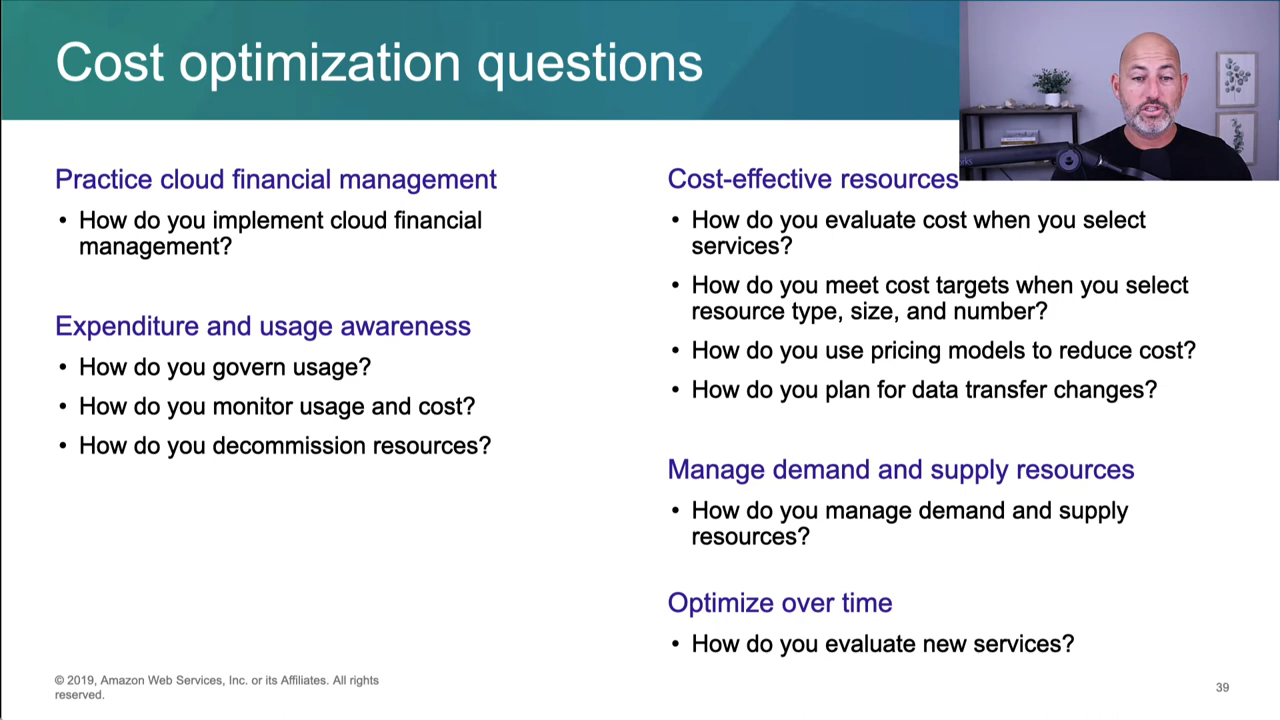 Cost optimization questions
Practice cloud financial management
• How do you implement cloud financial
management?
Expenditure and usage awareness
• How do you govern usage?
• How do you monitor usage and cost?
• How do you decommission resources?
Cost-effective resources
• How do you evaluate cost when you select
services?
• How do you meet cost targets when you select
resource type, size, and number?
• How do you use pricing models to reduce cost?
• How do you plan for data transfer changes?
Manage demand and supply resources
• How do you manage demand and supply
resources?
Optimize over time
• How do you evaluate new services?
© 2019, Amazon Web Services, Inc. or its Affiliates. All rights
reserved.
39